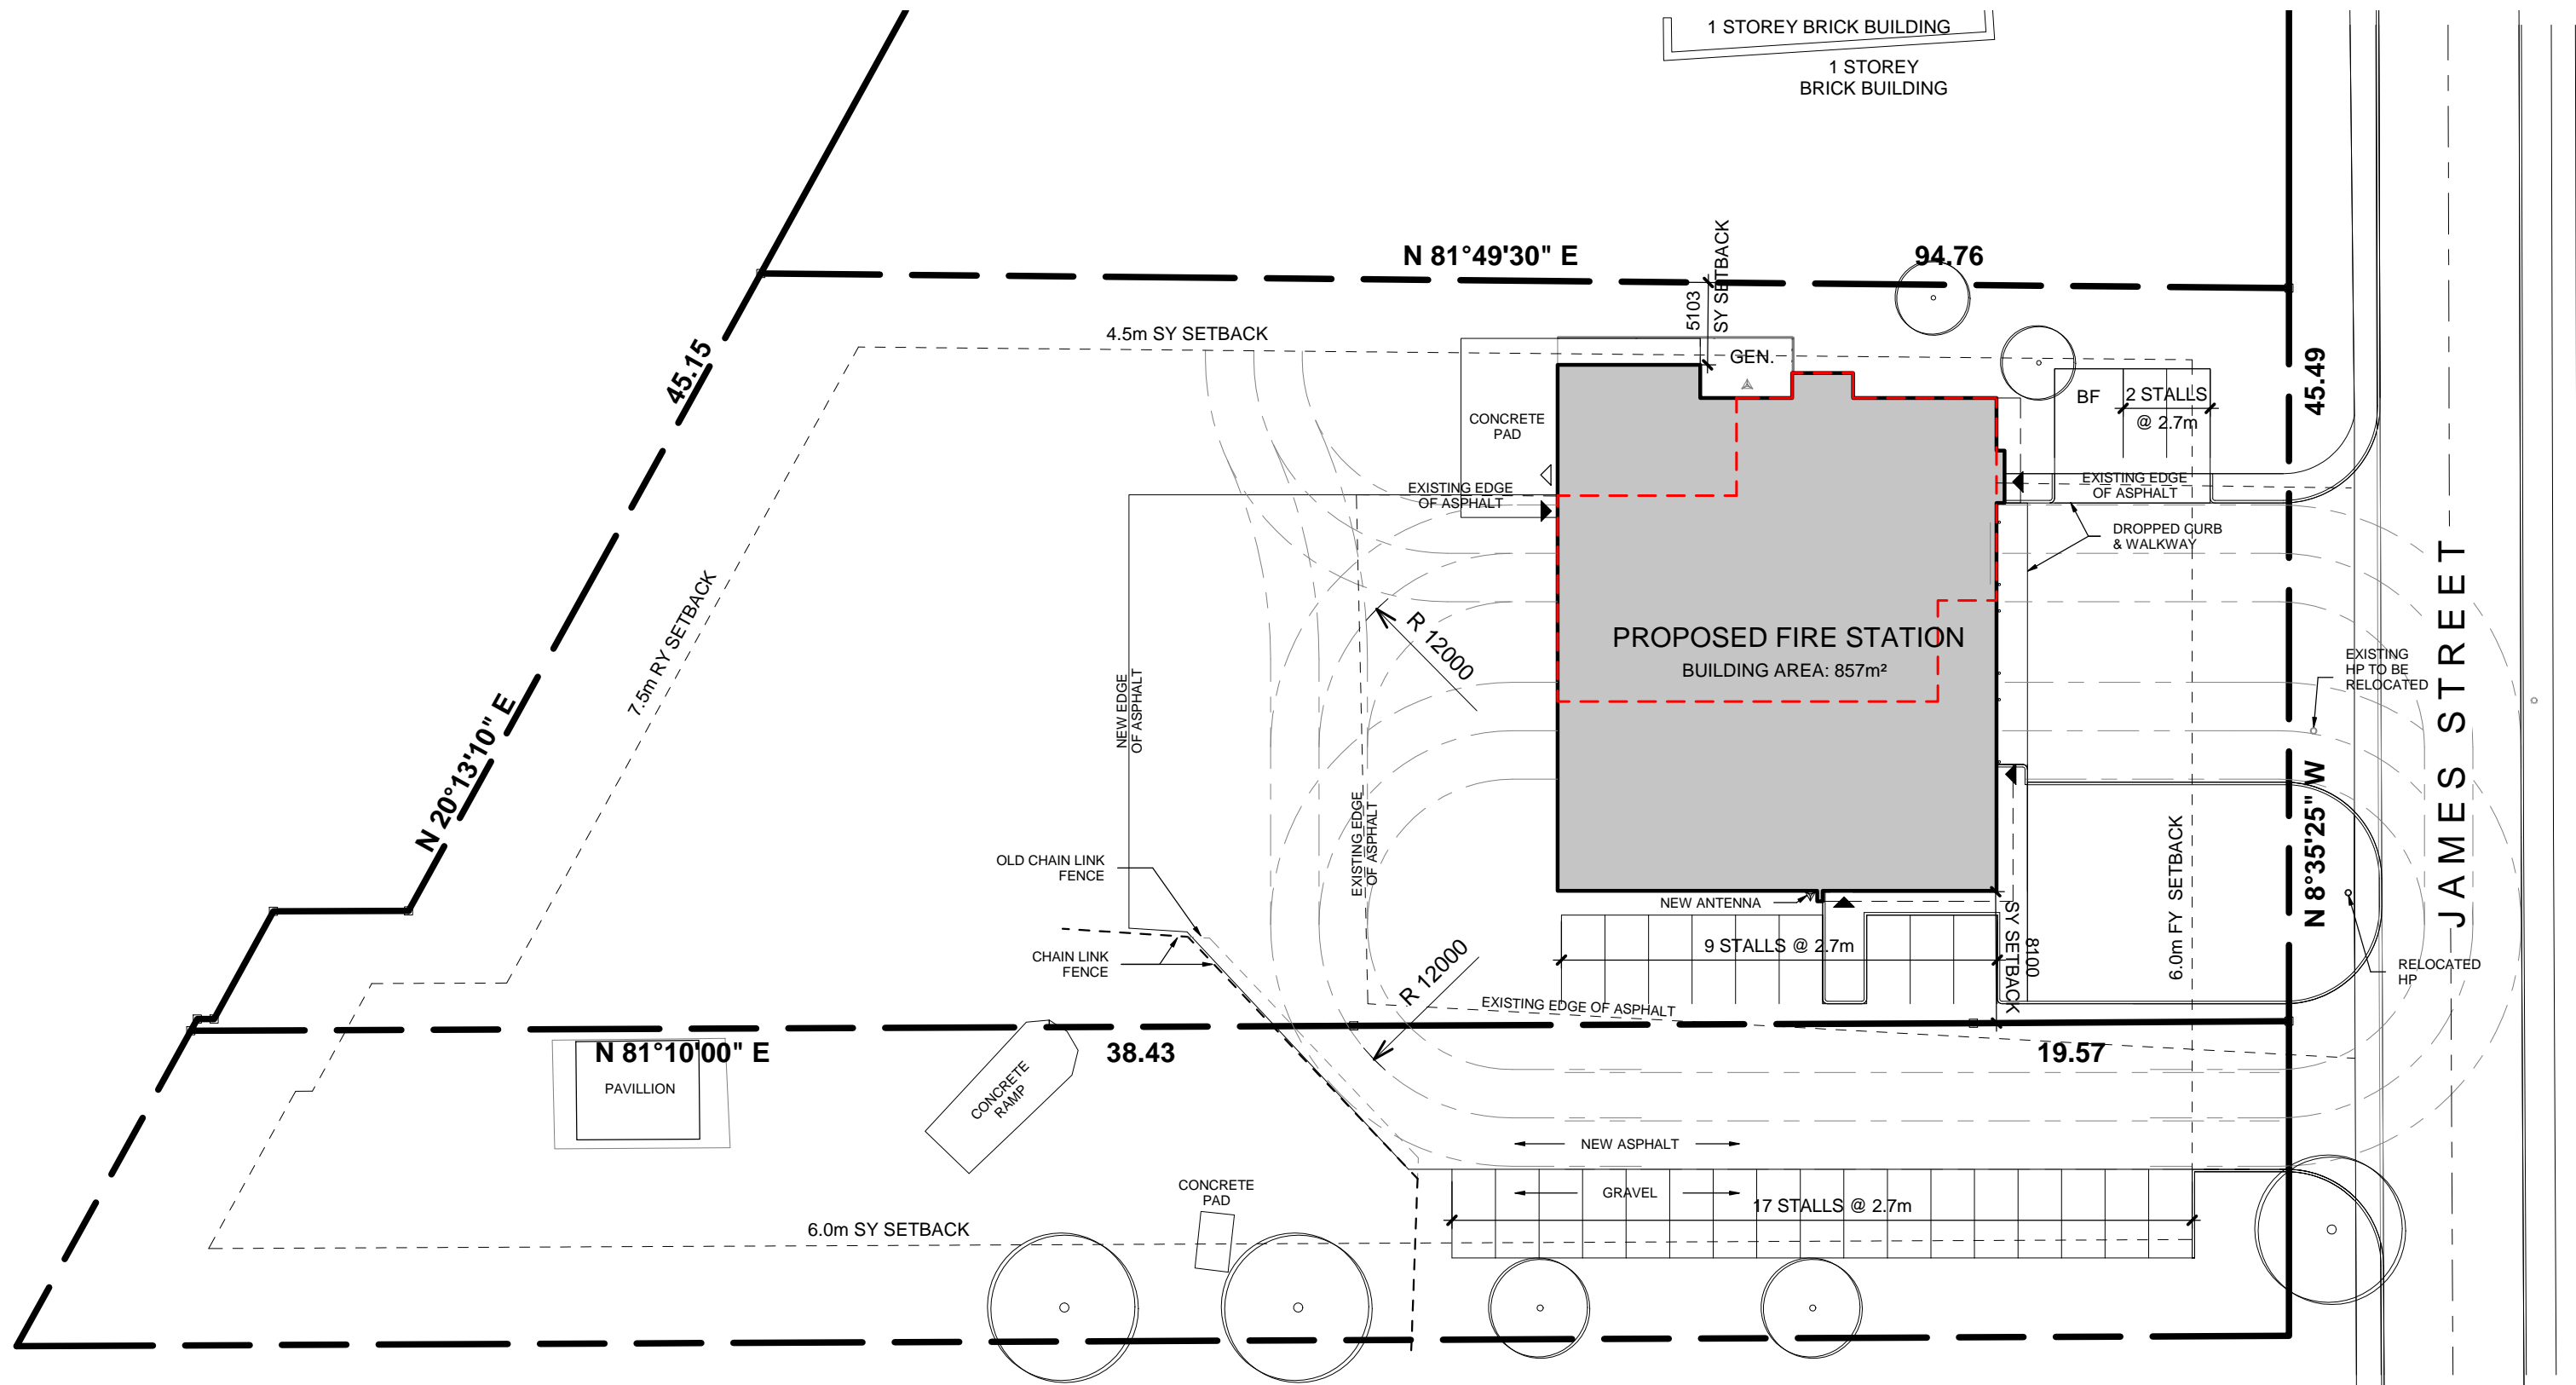 1 STOREY BRICK BUILDING
1 STOREY
BRICK BUILDING
N 81°49'30" E
94.76
5103
SY SETBACK
4.5m SY SETBACK
GEN.
45.15
45.49
BF
2 STALLS
@ 2.7m
CONCRETE
PAD
EXISTING EDGE
OF ASPHALT
EXISTING EDGE
OF ASPHALT
DROPPED CURB
& WALKWAY
7.5m RY SETBACK
R 12000
PROPOSED FIRE STATION
BUILDING AREA: 857m²
EXISTING
HP TO BE
RELOCATED
JAMES STREET
NEW EDGE
OF ASPHALT
N 20°13'10" E
EXISTING EDGE
OF ASPHALT
N 8°35'25" W
6.0m FY SETBACK
OLD CHAIN LINK
FENCE
NEW ANTENNA
9 STALLS @ 2.7m
SY SETBACK
8100
CHAIN LINK
FENCE
R 12000
RELOCATED
HP
EXISTING EDGE OF ASPHALT
N 81°10'00" E
38.43
19.57
PAVILLION
CONCRETE
RAMP
NEW ASPHALT
CONCRETE
PAD
GRAVEL
17 STALLS @ 2.7m
6.0m SY SETBACK